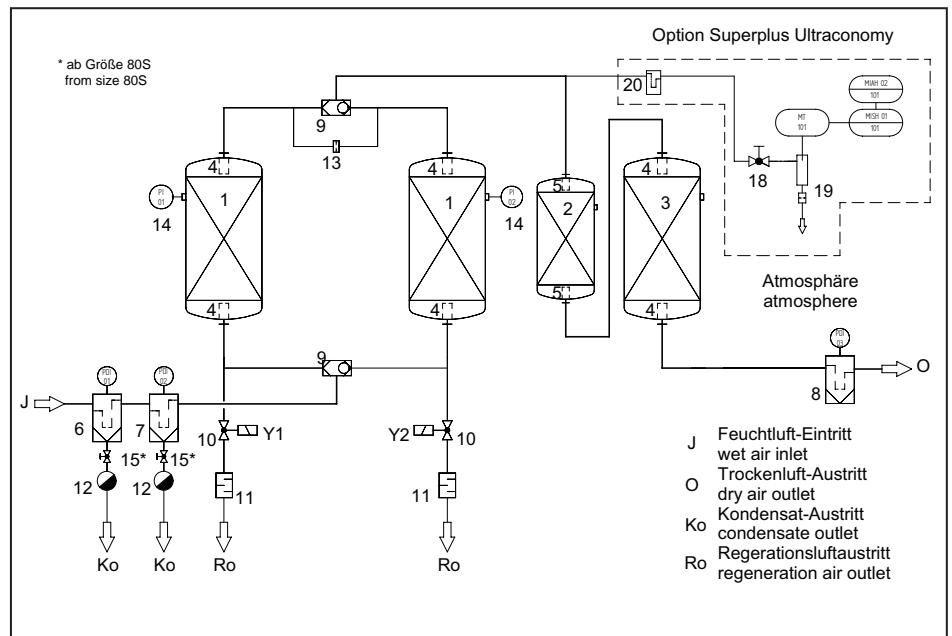 Option Superplus Ultraconomy
* ab Größe 80S
from size 80S
20
MIAH 02
101
MT
101
MISH 01
101
9
13
18
19
4
4
5
4
PI
01
1
1
PI
02
2
3
14
14
5
4
4
4
Atmosphäre
atmosphere
9
PDI
01
PDI
02
PDI
03
J
O
6
7
8
10
Y1
Y2
10
15*
15*
12
12
11
11
Ko
Ko
Ro
Ro
J Feuchtluft-Eintritt
wet air inlet
O Trockenluft-Austritt
dry air outlet
Ko Kondensat-Austritt
condensate outlet
Ro Regerationsluftaustritt
regeneration air outlet